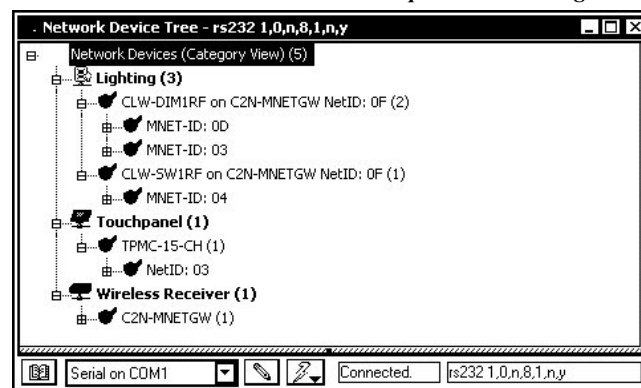 . Network Device Tree - rs232 1,0,n,8,1,n,y
Network Devices (Category View) (5)
Lighting (3)
CLW-DIM1RF on C2N-MNETGW NetID: 0F (2)
MNET-ID: 0D
MNET-ID: 03
CLW-SW1RF on C2N-MNETGW NetID: 0F (1)
MNET-ID: 04
Touchpanel (1)
TPMC-15-CH (1)
NetID: 03
Wireless Receiver (1)
C2N-MNETGW (1)
Serial on COM1 Connected. rs232 1,0,n,8,1,n,y